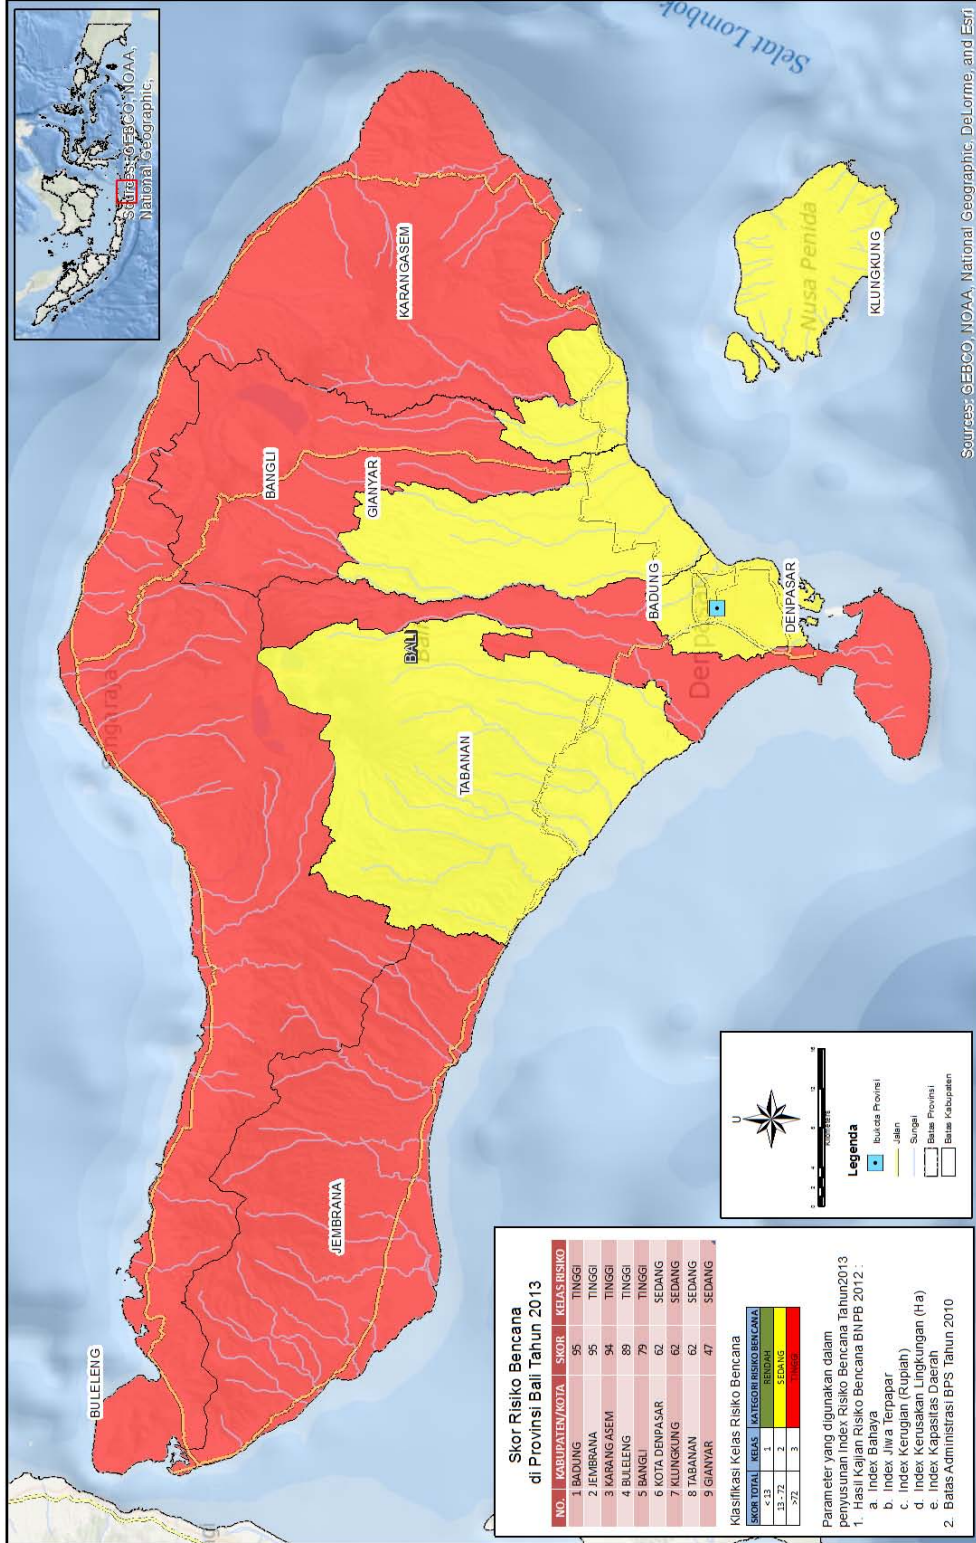 Sources: GEBCO, NOAA,
National Geographic,
Selat Lombok
BULELENG
Singaraja
JEMBRANA
TABANAN
BALI
Bali
BANGLI
GIANYAR
KARANGASEM
BADUNG
DENPASAR
Nusa Penida
KLUNGKUNG
Skor Risiko Bencana
di Provinsi Bali Tahun 2013
NO. KABUPATEN/KOTA SKOR KELAS RISIKO
1 BADUNG 95 TINGGI
2 JEMBRANA 95 TINGGI
3 KARANG ASEM 94 TINGGI
4 BULELENG 89 TINGGI
5 BANGLI 79 TINGGI
6 KOTA DENPASAR 62 SEDANG
7 KLUNGKUNG 62 SEDANG
8 TABANAN 62 SEDANG
9 GIANYAR 47 SEDANG
Klasifikasi Kelas Risiko Bencana
SKOR TOTAL KELAS KATEGORI RISIKO BENCANA
< 13 1 RENDAH
13 - 72 2 SEDANG
>72 3 TINGGI
Parameter yang digunakan dalam
penyusunan Index Risiko Bencana Tahun2013
1. Hasil Kajian Risiko Bencana BNPB 2012 :
a. Index Bahaya
b. Index Jiwa Terpapar
c. Index Kerugian (Rupiah)
d. Index Kerusakan Lingkungan (Ha)
e. Index Kapasitas Daerah
2. Batas Administrasi BPS Tahun 2010
U
Kilometers
Legenda
Ibukota Provinsi
Jalan
Sungai
Batas Provinsi
Batas Kabupaten
Sources: GEBCO, NOAA, National Geographic, DeLorme, and Esri